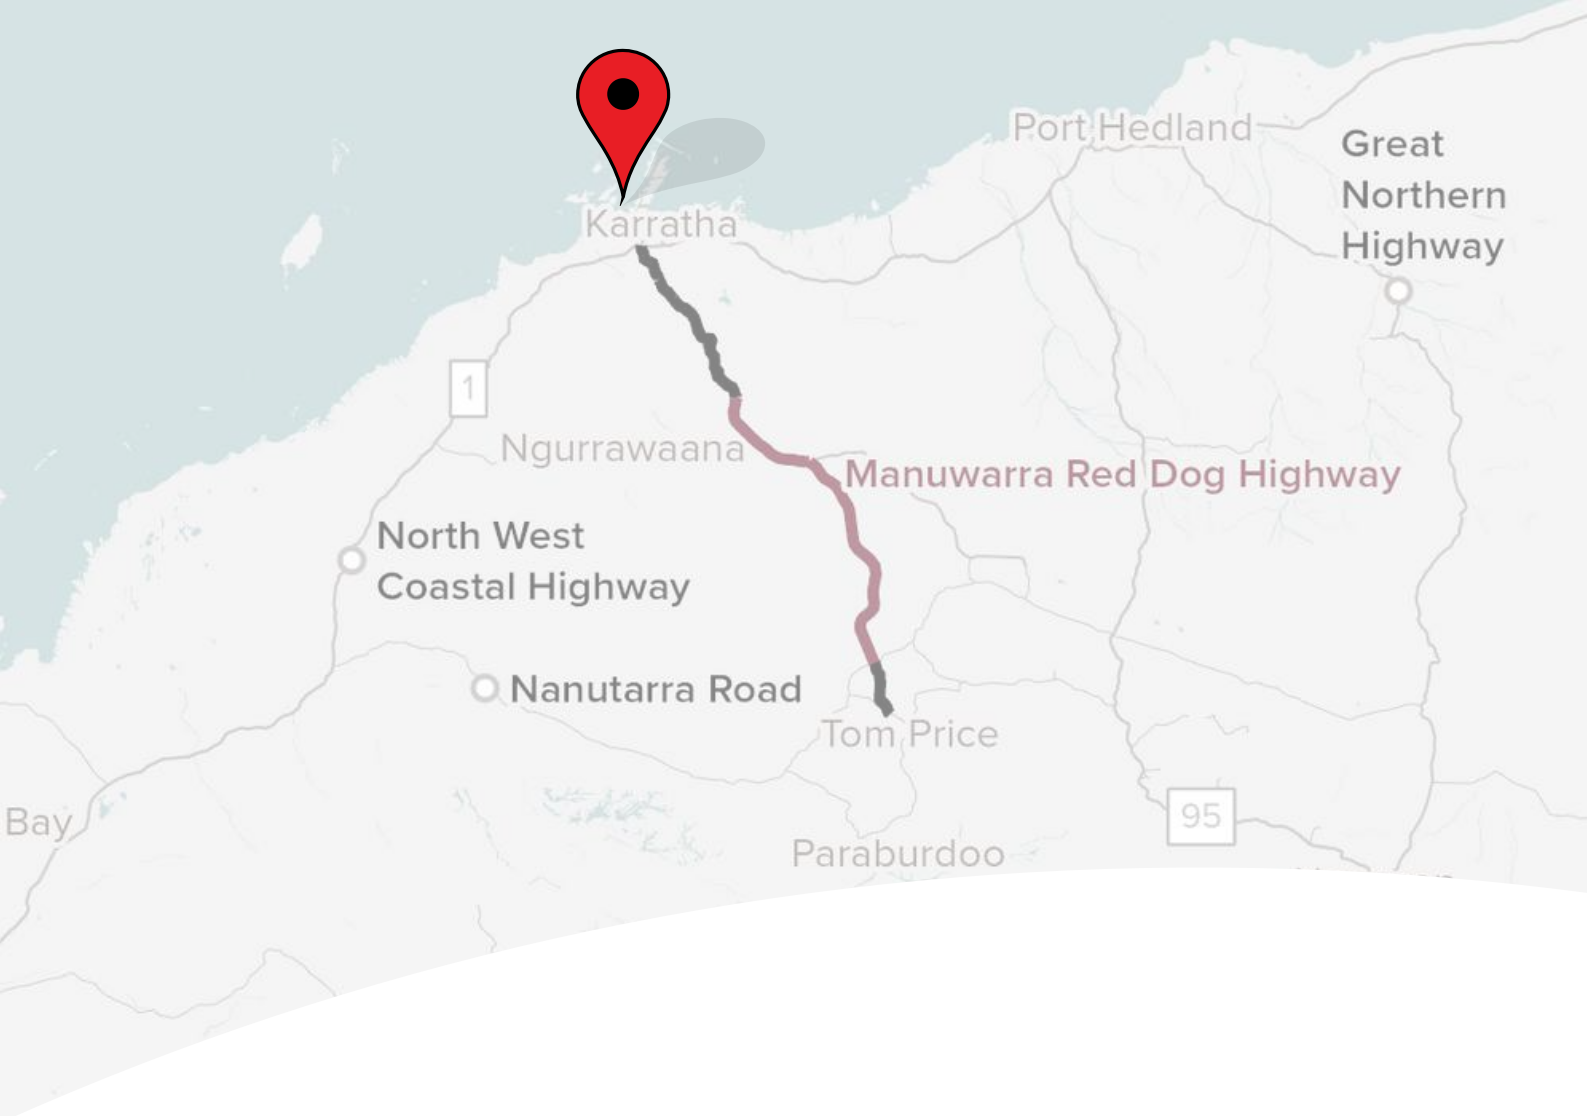 Port Hedland
Great
Northern
Highway
Karratha
1
Ngurrawaana
Manuwarra Red Dog Highway
North West
Coastal Highway
Nanutarra Road
Tom Price
Bay
95
Paraburdoo